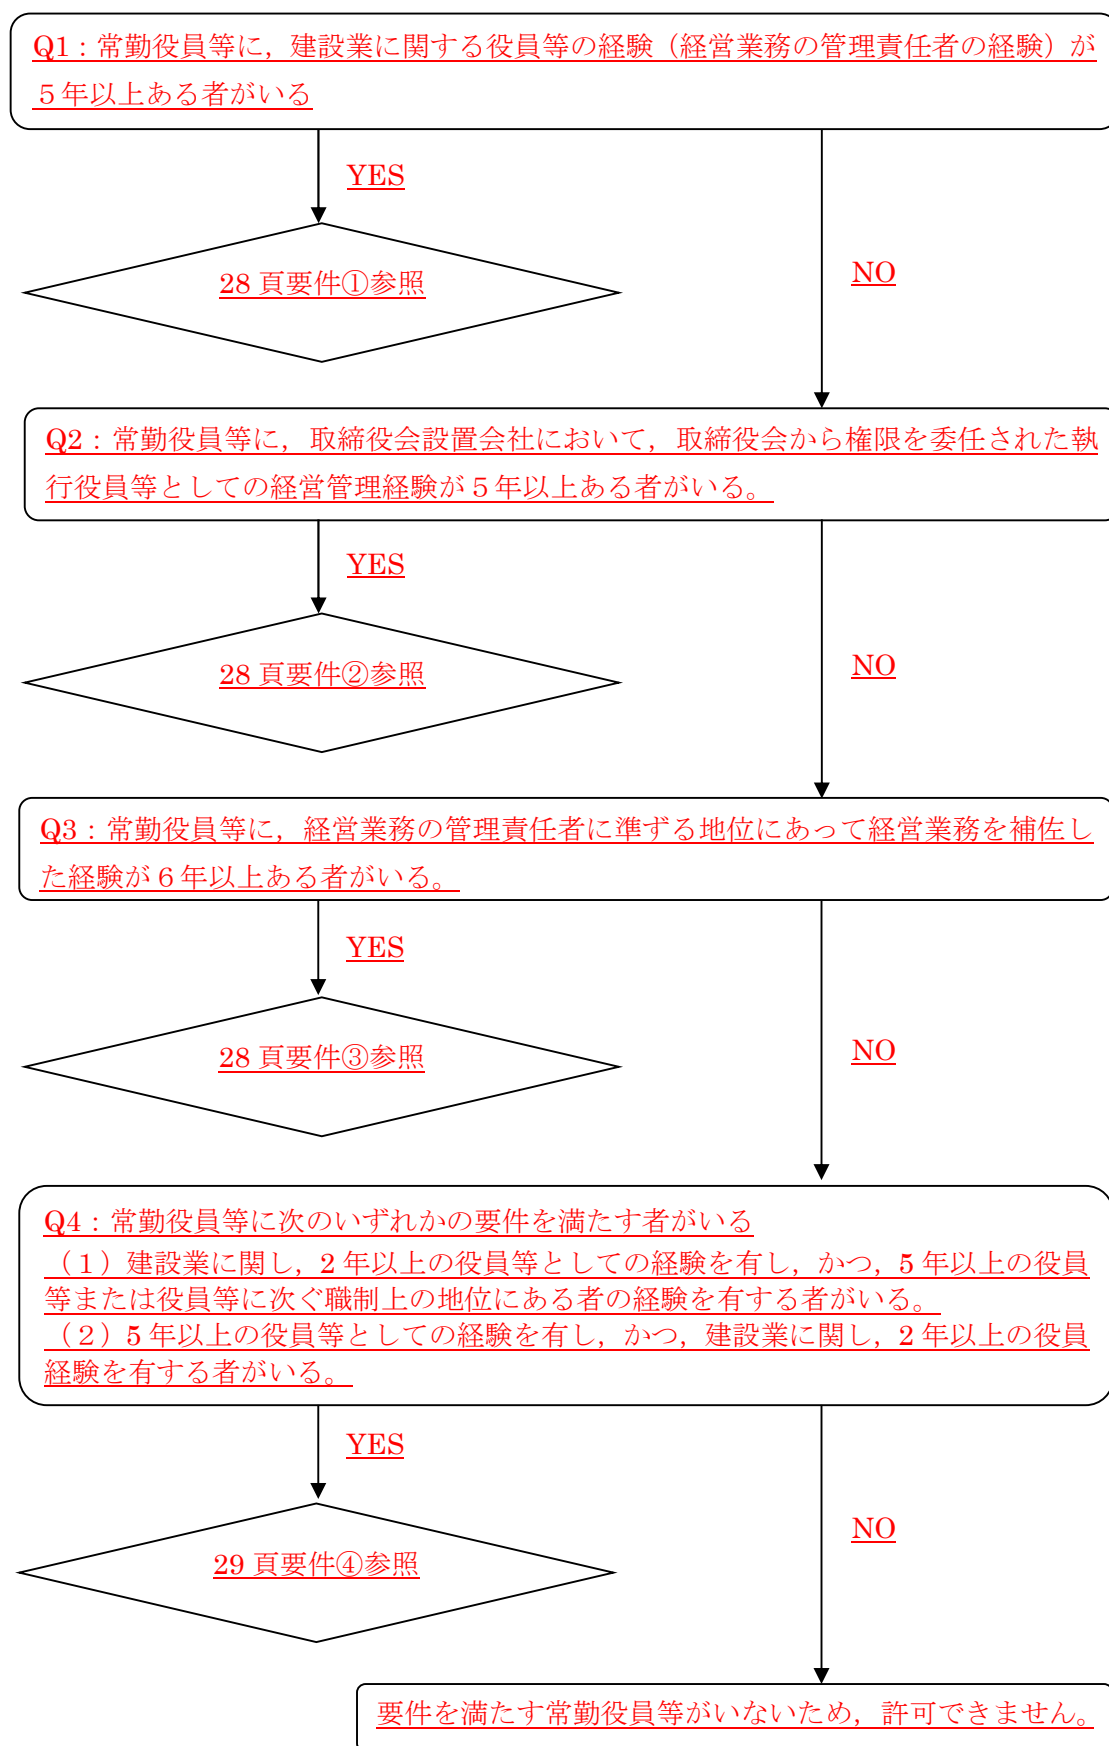 Q1：常勤役員等に，建設業に関する役員等の経験（経営業務の管理責任者の経験）が
５年以上ある者がいる
YES
28 頁要件①参照
NO
Q2：常勤役員等に，取締役会設置会社において，取締役会から権限を委任された執
行役員等としての経営管理経験が５年以上ある者がいる。
YES
28 頁要件②参照
NO
Q3：常勤役員等に，経営業務の管理責任者に準ずる地位にあって経営業務を補佐し
た経験が６年以上ある者がいる。
YES
28 頁要件③参照
NO
Q4：常勤役員等に次のいずれかの要件を満たす者がいる
（１）建設業に関し，2 年以上の役員等としての経験を有し，かつ，5 年以上の役員
等または役員等に次ぐ職制上の地位にある者の経験を有する者がいる。
（２）5 年以上の役員等としての経験を有し，かつ，建設業に関し，2 年以上の役員
経験を有する者がいる。
YES
29 頁要件④参照
NO
要件を満たす常勤役員等がいないため，許可できません。